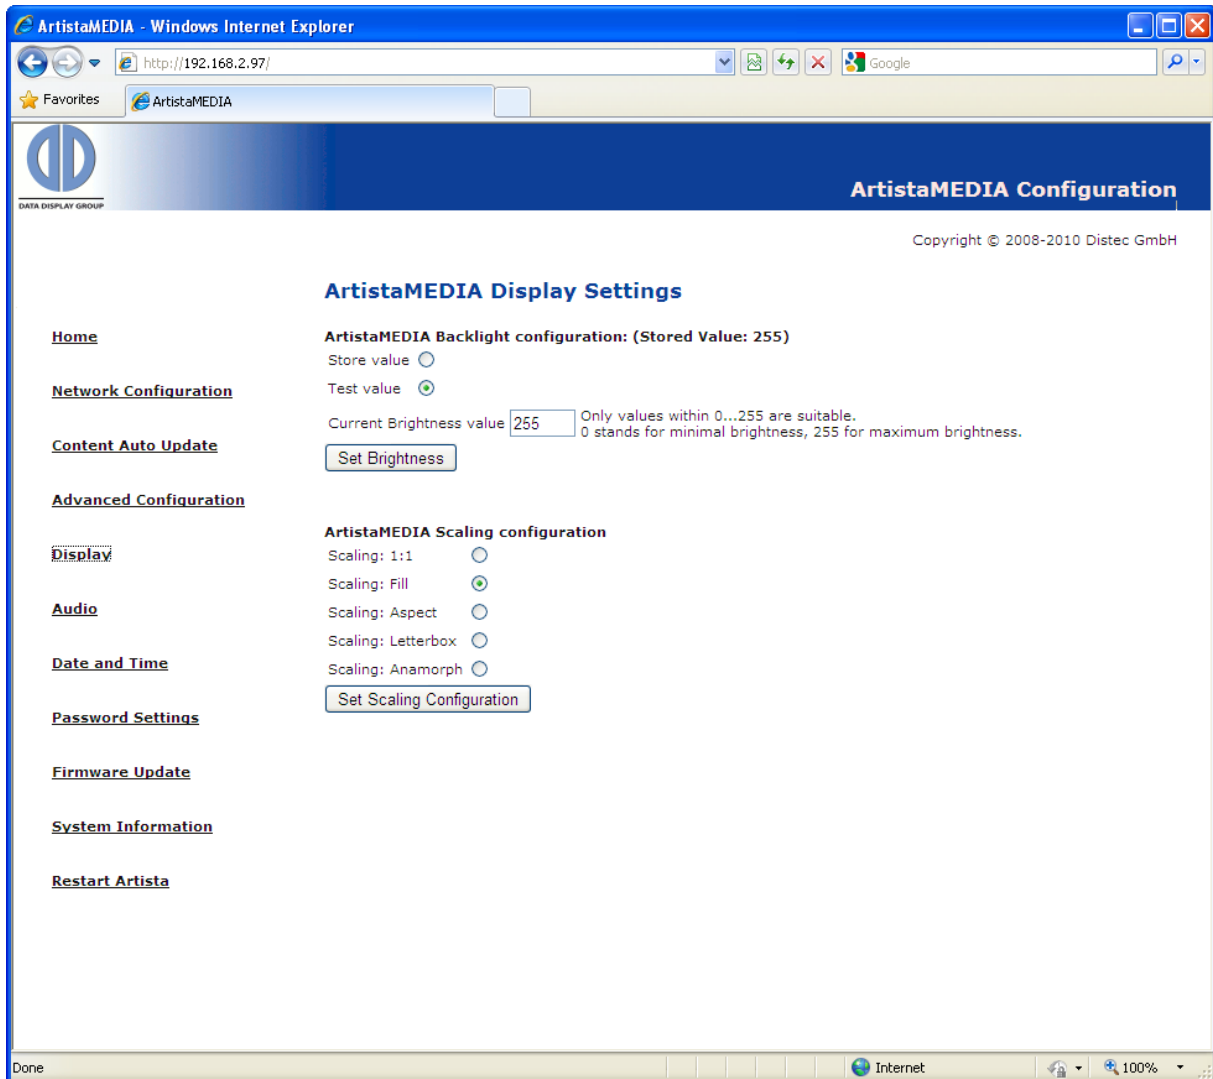 ArtistaMEDIA - Windows Internet Explorer
http://192.168.2.97/
Google
Favorites
ArtistaMEDIA
DATA DISPLAY GROUP
ArtistaMEDIA Configuration
Copyright © 2008-2010 Distec GmbH
ArtistaMEDIA Display Settings
Home
Network Configuration
Content Auto Update
Advanced Configuration
Display
Audio
Date and Time
Password Settings
Firmware Update
System Information
Restart Artista
ArtistaMEDIA Backlight configuration: (Stored Value: 255)
Store value
Test value
Current Brightness value 255 Only values within 0...255 are suitable.
0 stands for minimal brightness, 255 for maximum brightness.
Set Brightness
ArtistaMEDIA Scaling configuration
Scaling: 1:1
Scaling: Fill
Scaling: Aspect
Scaling: Letterbox
Scaling: Anamorph
Set Scaling Configuration
Done
Internet
100%